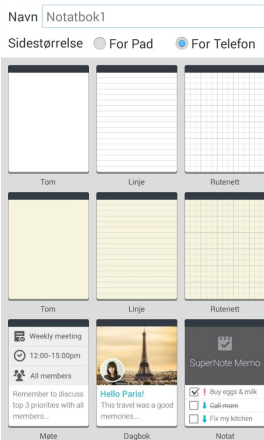 Navn Notatbok1
Sidestørrelse For Pad For Telefon
Tom Linje Rutenett
Tom Linje Rutenett
Weekly meeting
12:00-15:00pm
All members
Remember to discuss
top 3 priorities with all
members...
Hello Paris!
This travel was a good
memories....
SuperNote Memo
! Buy eggs & milk
Call mom
Fix my kitchen
Møte Dagbok Notat